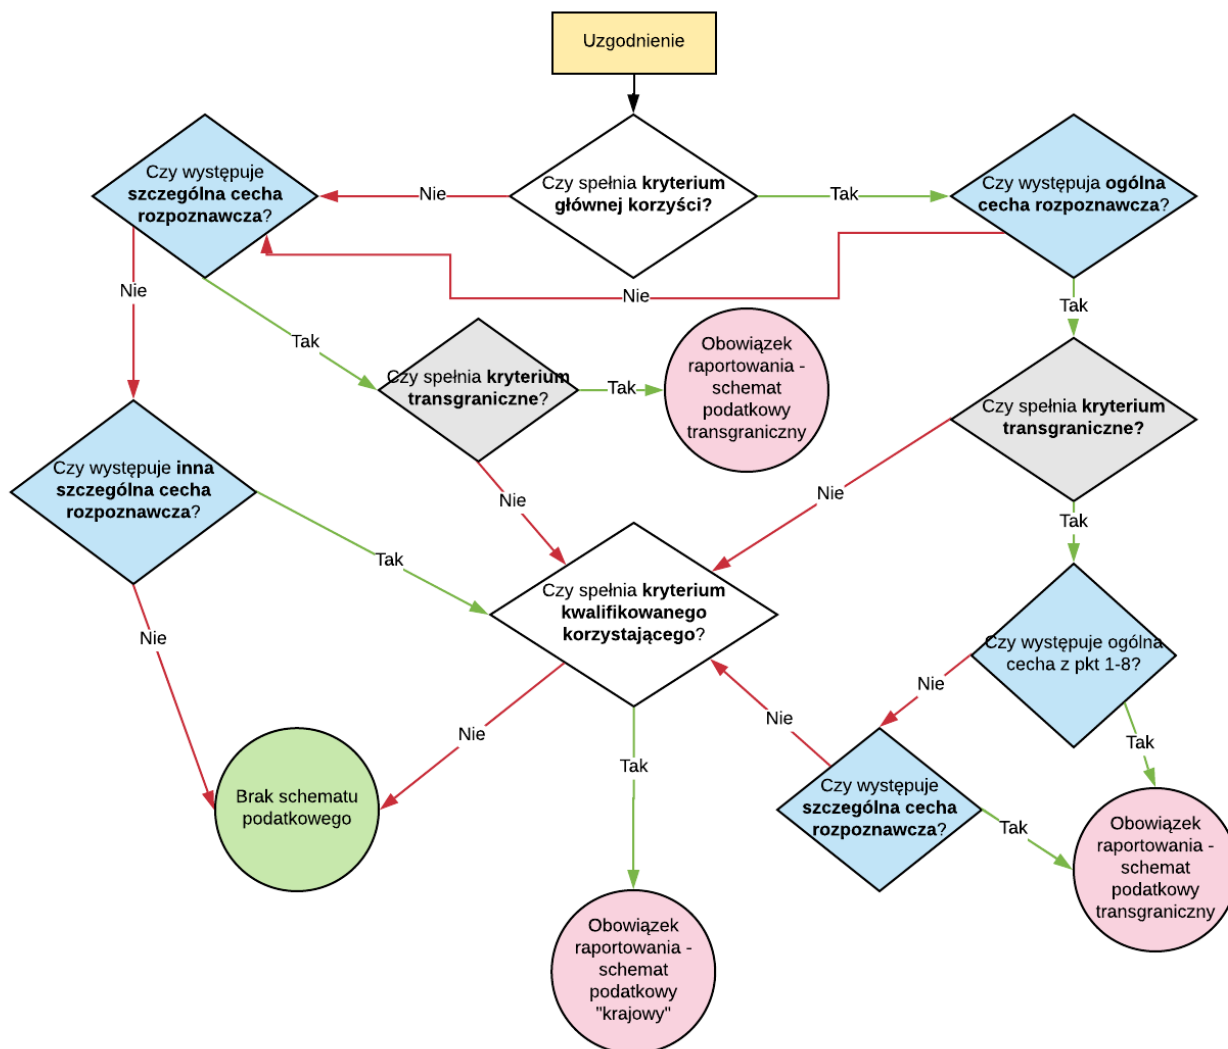 Uzgodnienie
Czy występuje
szczególna cecha
rozpoznawcza?
Nie
Czy spełnia kryterium
głównej korzyści?
Tak
Czy występuja ogólna
cecha rozpoznawcza?
Nie
Nie
Tak
Tak
Czy spełnia kryterium
transgraniczne?
Tak
Obowiązek
raportowania -
schemat
podatkowy
transgraniczny
Czy spełnia kryterium
transgraniczne?
Czy występuje inna
szczególna cecha
rozpoznawcza?
Nie
Nie
Tak
Tak
Czy spełnia kryterium
kwalifikowanego
korzystającego?
Czy występuje ogólna
cecha z pkt 1-8?
Nie
Nie
Nie
Nie
Tak
Tak
Brak schematu
podatkowego
Czy występuje
szczególna cecha
rozpoznawcza?
Tak
Obowiązek
raportowania -
schemat
podatkowy
transgraniczny
Obowiązek
raportowania -
schemat
podatkowy
"krajowy"